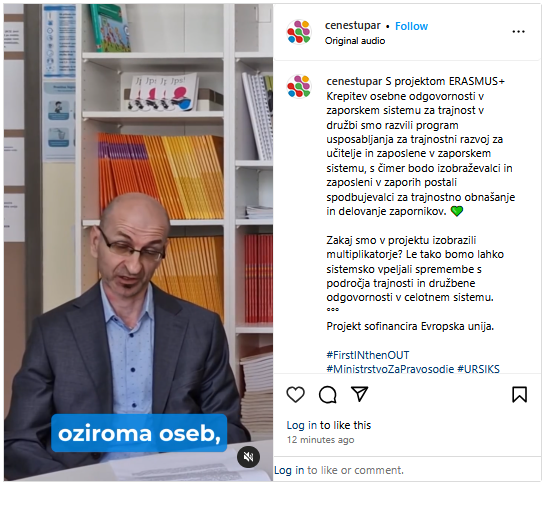 Ips!
Ips!
oziroma oseb,
cenestupar • Follow
Original audio
cenestupar S projektom ERASMUS+
Krepitev osebne odgovornosti v
zaporskem sistemu za trajnost v
družbi smo razvili program
usposabljanja za trajnostni razvoj za
učitelje in zaposlene v zaporskem
sistemu, s čimer bodo izobraževalci in
zaposleni v zaporih postali
spodbujevalci za trajnostno obnašanje
in delovanje zapornikov. 💚
Zakaj smo v projektu izobrazili
multiplikatorje? Le tako bomo lahko
sistemsko vpeljali spremembe s
področja trajnosti in družbene
odgovornosti v celotnem sistemu.
°°°
Projekt sofinancira Evropska unija.
#FirstINthenOUT
#MinistrstvoZaPravosodje #URSIKS
Log in to like this
12 minutes ago
Log in to like or comment.